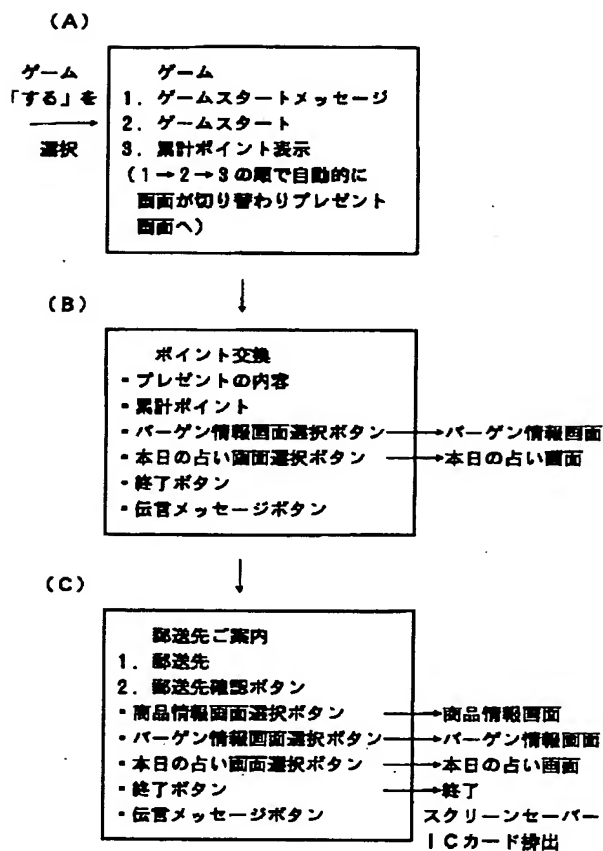 (A)
ゲーム
「する」を
選択
ゲーム
1．ゲームスタートメッセージ
2．ゲームスタート
3．累計ポイント表示
(1→2→3の順で自動的に
画面が切り替わりプレゼント
画面へ)
(B)
ポイント交換
・プレゼントの内容
・累計ポイント
・バーゲン情報画面選択ボタン→バーゲン情報画面
・本日の占い画面選択ボタン→本日の占い画面
・終了ボタン
・伝言メッセージボタン
(C)
郵送先ご案内
1．郵送先
2．郵送先確認ボタン
・商品情報画面選択ボタン→商品情報画面
・バーゲン情報画面選択ボタン→バーゲン情報画面
・本日の占い画面選択ボタン→本日の占い画面
・終了ボタン→終了
・伝言メッセージボタン スクリーンセーバー
ICカード排出